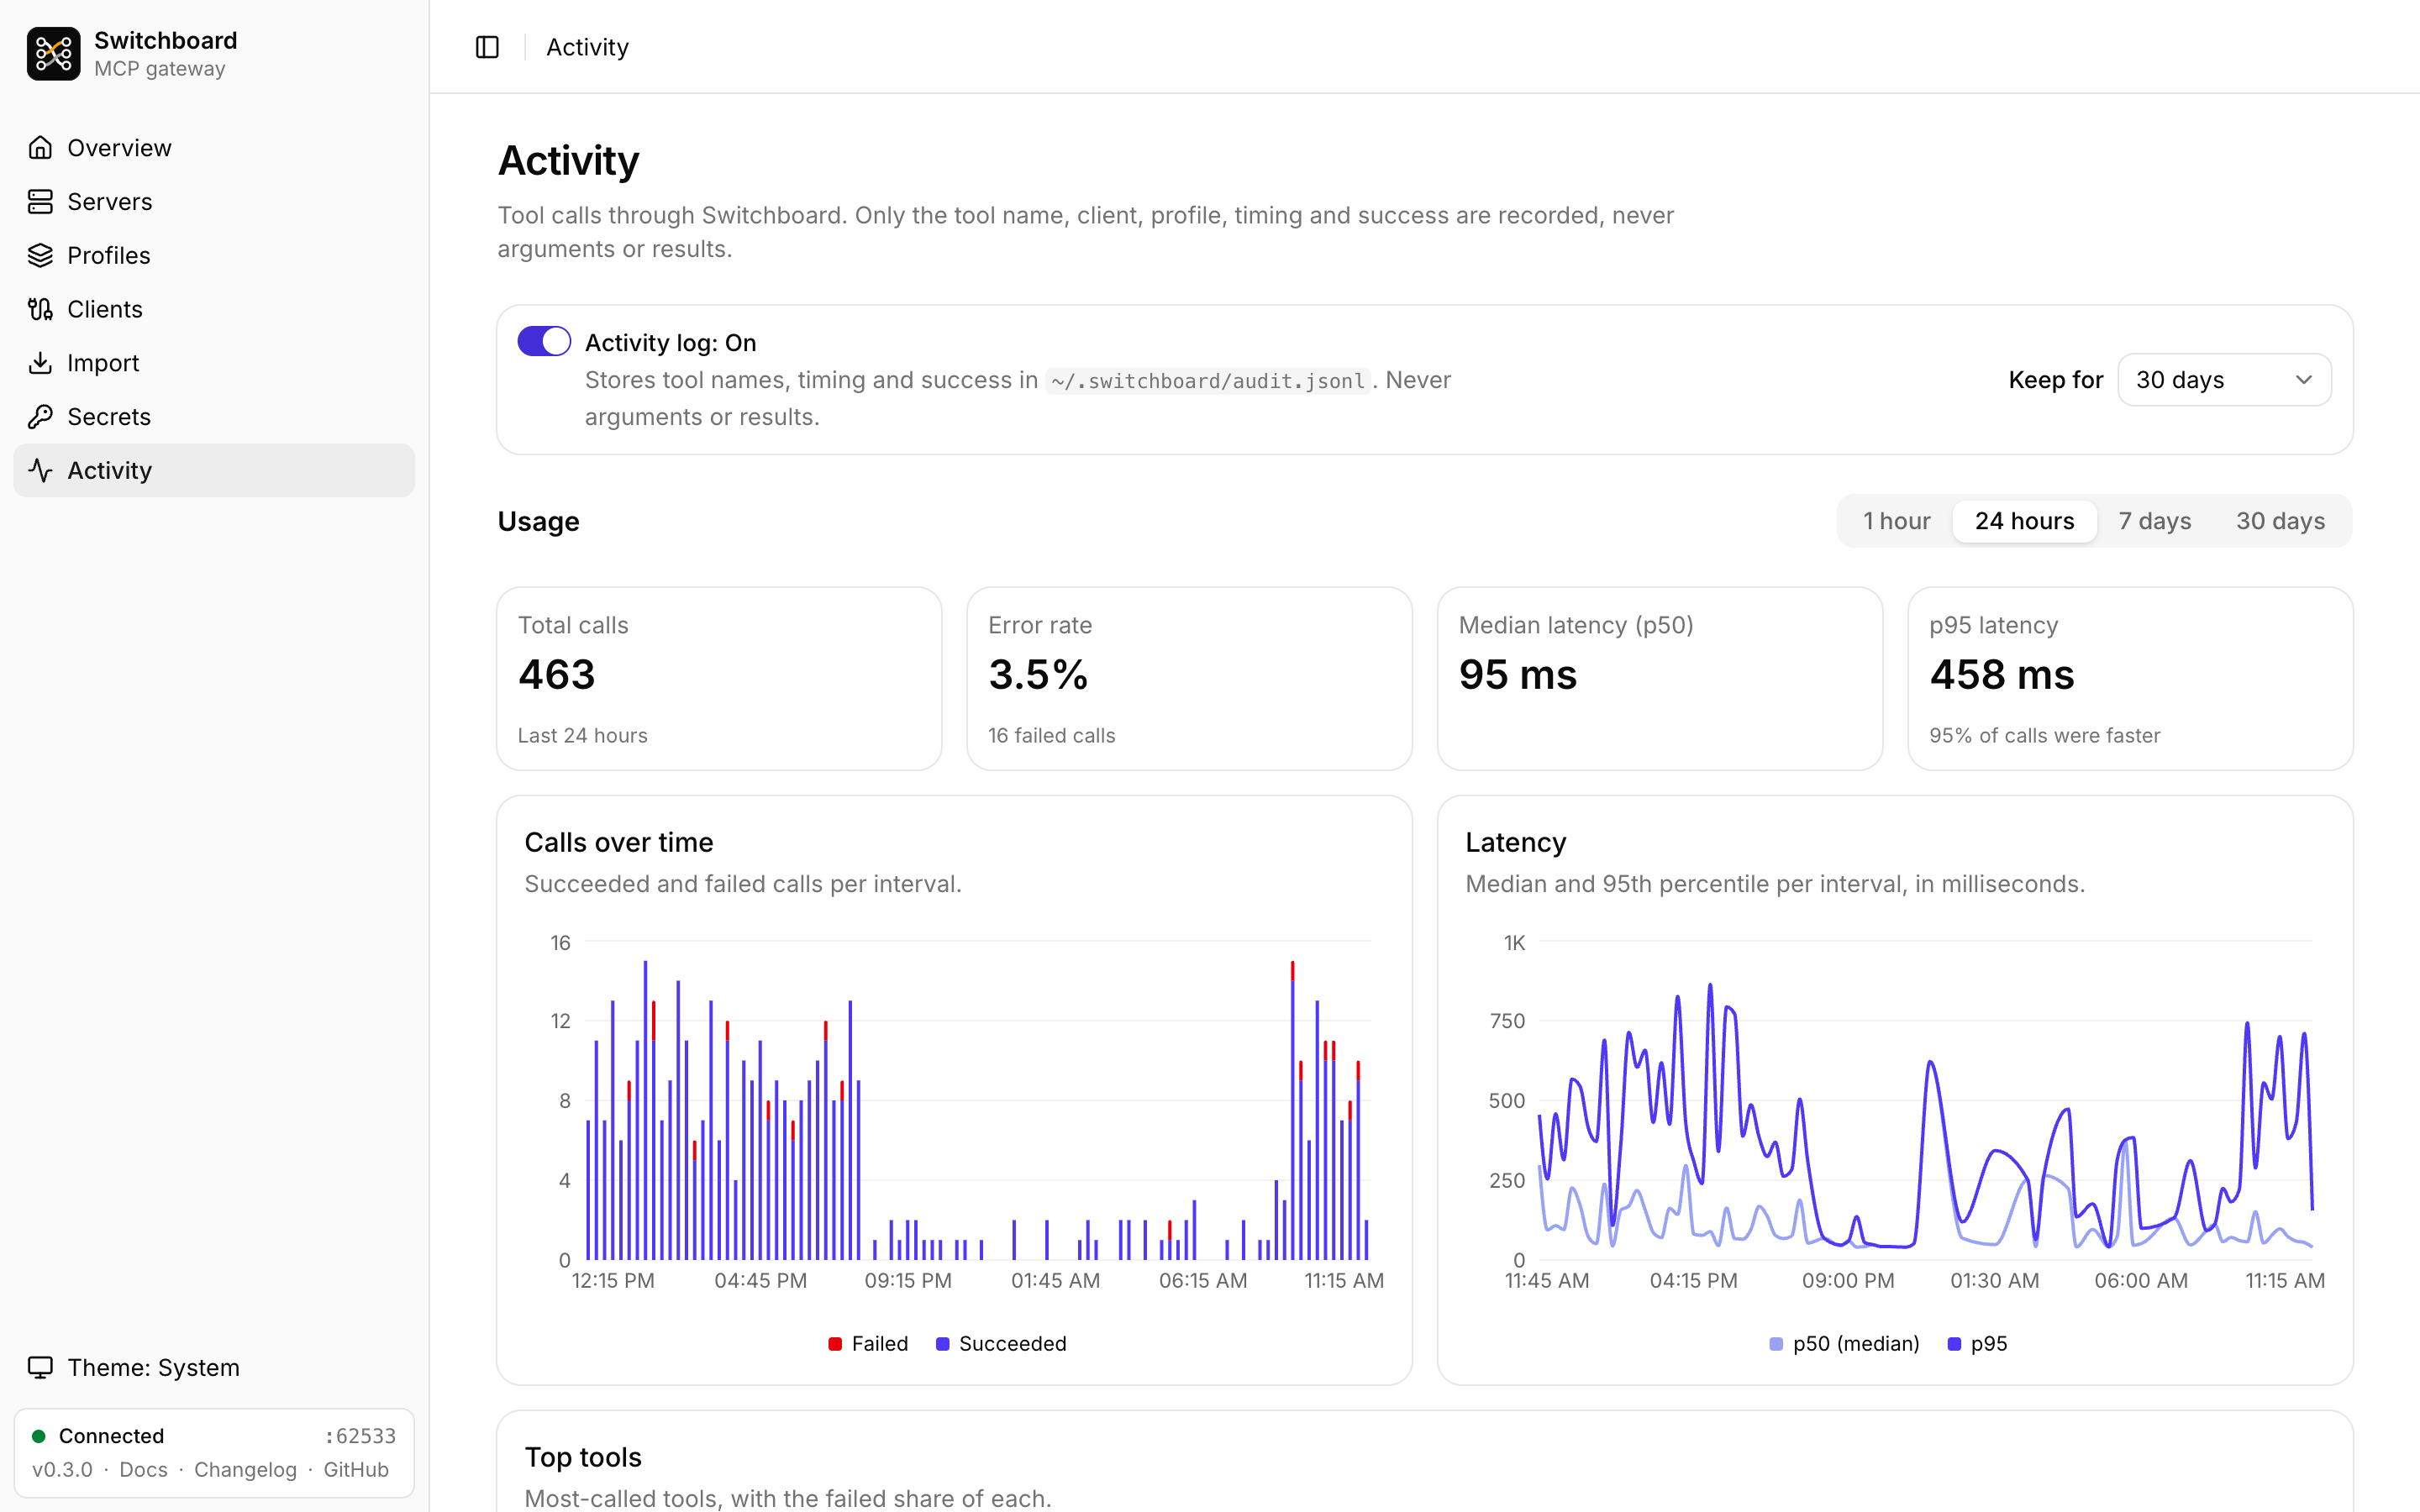 Switchboard
MCP gateway
Overview
Servers
Profiles
Clients
Import
Secrets
Activity
Theme: System
Connected :62533
v0.3.0 · Docs · Changelog · GitHub
Activity
Activity
Tool calls through Switchboard. Only the tool name, client, profile, timing and success are recorded, never
arguments or results.
Activity log: On
Stores tool names, timing and success in ~/.switchboard/audit.jsonl. Never
arguments or results.
Keep for 30 days
Usage
1 hour 24 hours 7 days 30 days
Total calls
463
Last 24 hours
Error rate
3.5%
16 failed calls
Median latency (p50)
95 ms
p95 latency
458 ms
95% of calls were faster
Calls over time
Succeeded and failed calls per interval.
16
12
8
4
0
12:15 PM 04:45 PM 09:15 PM 01:45 AM 06:15 AM 11:15 AM
Failed Succeeded
Latency
Median and 95th percentile per interval, in milliseconds.
1K
750
500
250
0
11:45 AM 04:15 PM 09:00 PM 01:30 AM 06:00 AM 11:15 AM
p50 (median) p95
Top tools
Most-called tools, with the failed share of each.